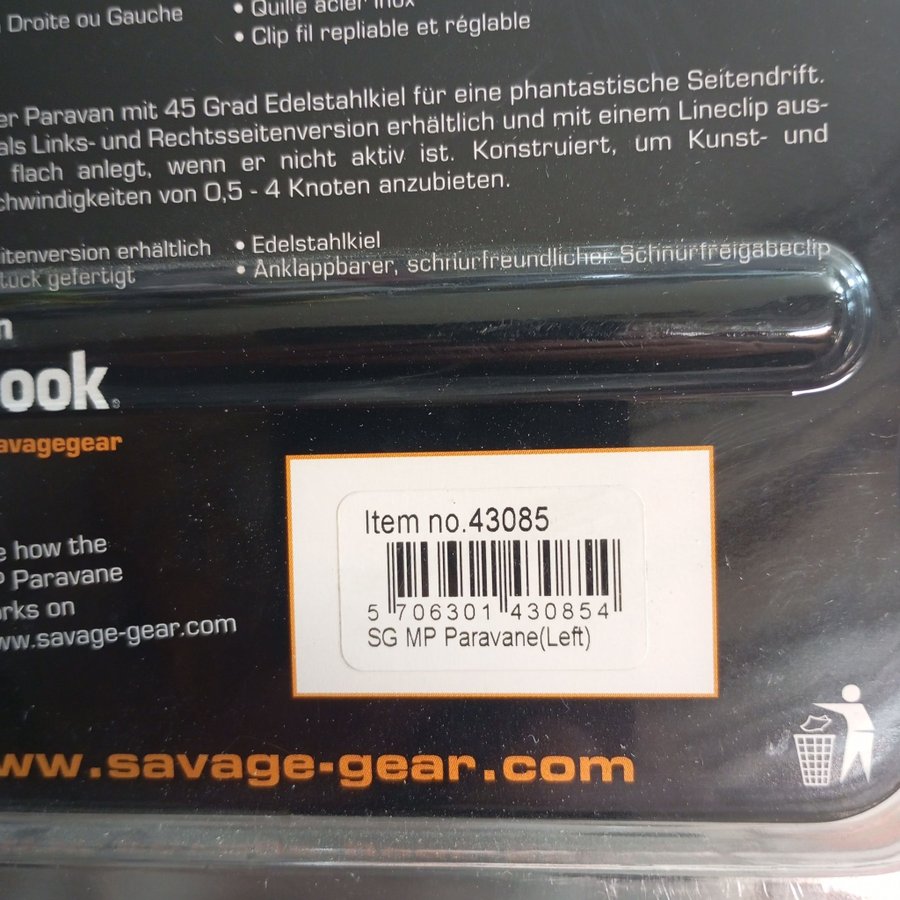 Droite ou Gauche
• Quille acier inox
• Clip fil repliable et réglable
er Paravan mit 45 Grad Edelstahlkiel für eine phantastische Seitendrift.
als Links- und Rechtsseitenversion erhältlich und mit einem Lineclip aus-
flach anlegt, wenn er nicht aktiv ist. Konstruiert, um Kunst- und
chwindigkeiten von 0,5 - 4 Knoten anzubieten.
eitenversion erhältlich
tück gefertigt
• Edelstahlkiel
• Anklappbarer, schnurfreundlicher Schnurfreigabeclip
n
ook®
avagegear
e how the
P Paravane
orks on
ww.savage-gear.com
Item no.43085
5 706301 430854
SG MP Paravane(Left)
ww.savage-gear.com